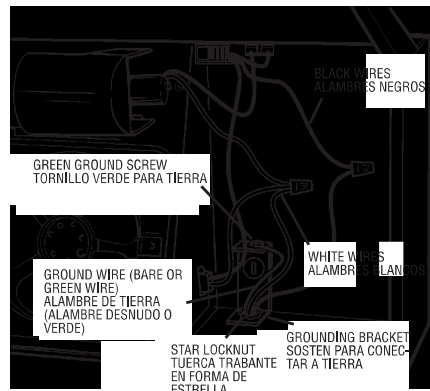 BLACK WIRES
ALAMBRES NEGROS
GREEN GROUND SCREW
TORNILLO VERDE PARA TIERRA
WHITE WIRES
ALAMBRES BLANCOS
GROUND WIRE (BARE OR
GREEN WIRE)
ALAMBRE DE TIERRA
(ALAMBRE DESNUDO O
VERDE)
GROUNDING BRACKET
SOSTEN PARA CONEC-
TAR A TIERRA
STAR LOCKNUT
TUERCA TRABANTE
EN FORMA DE
ESTRELLA